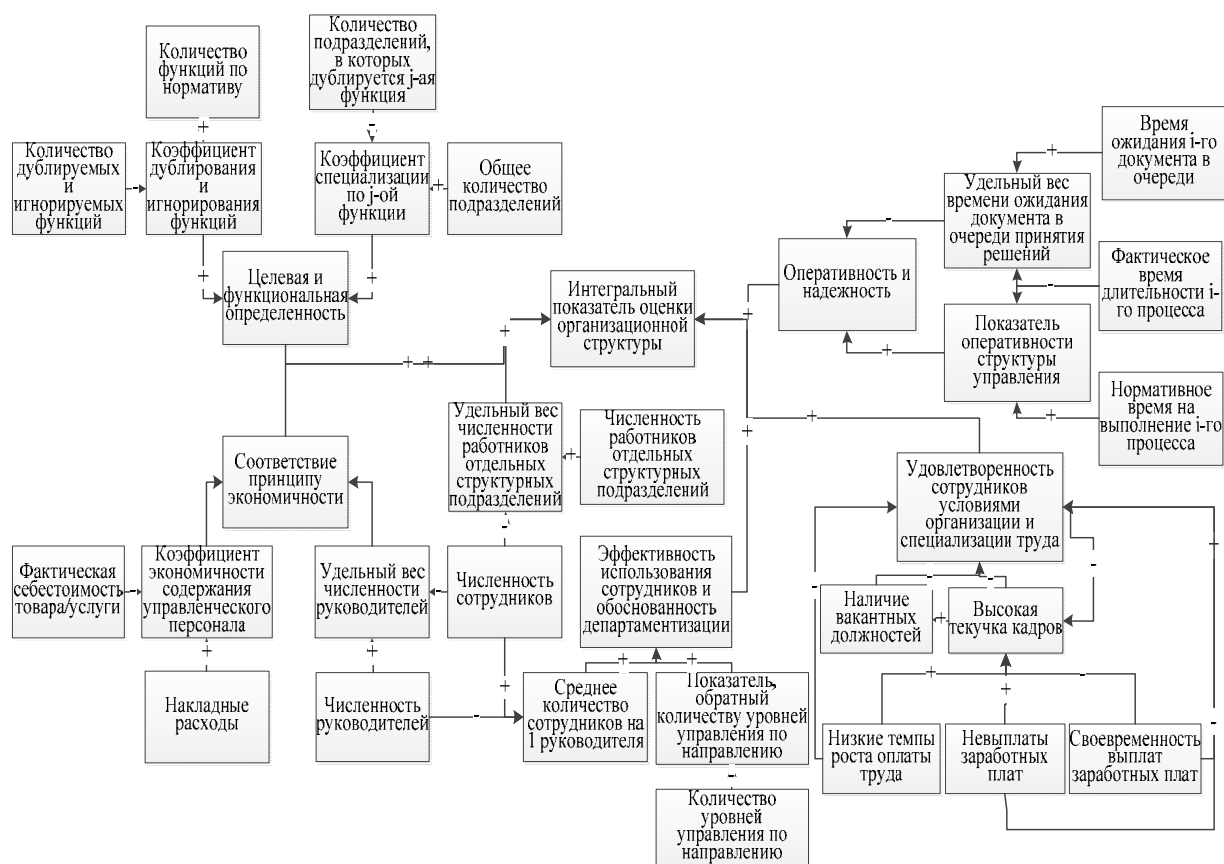 Количество
функций по
нормативу
Количество
подразделений,
в которых
дублируется j-ая
функция
Количество
дублируемых
и
игнорируемых
функций
Коэффициент
дублирования
и
игнорирования
функций
Коэффициент
специализации
по j-ой
функции
Общее
количество
подразделений
Целевая и
функциональная
определенность
Интегральный
показатель оценки
организационной
структуры
Оперативность и
надежность
Удельный вес
времени ожидания
документа в
очереди принятия
решений
Время
ожидания i-го
документа в
очереди
Фактическое
время
длительности i-
го процесса
Показатель
оперативности
структуры
управления
Нормативное
время на
выполнение i-го
процесса
Соответствие
принципу
экономичности
Удельный вес
численности
работников
отдельных
структурных
подразделений
Численность
работников
отдельных
структурных
подразделений
Удовлетворенность
сотрудников
условиями
организации и
специализации труда
Фактическая
себестоимость
товара/услуги
Коэффициент
экономичности
содержания
управленческого
персонала
Удельный вес
численности
руководителей
Численность
сотрудников
Эффективность
использования
сотрудников и
обоснованность
департаментизации
Наличие
вакантных
должностей
Высокая
текучка кадров
Накладные
расходы
Численность
руководителей
Среднее
количество
сотрудников на
1 руководителя
Показатель,
обратный
количеству уровней
управления по
направлению
Низкие темпы
роста оплаты
труда
Невыплаты
заработных
плат
Своевременность
выплат
заработных плат
Количество
уровней
управления по
направлению